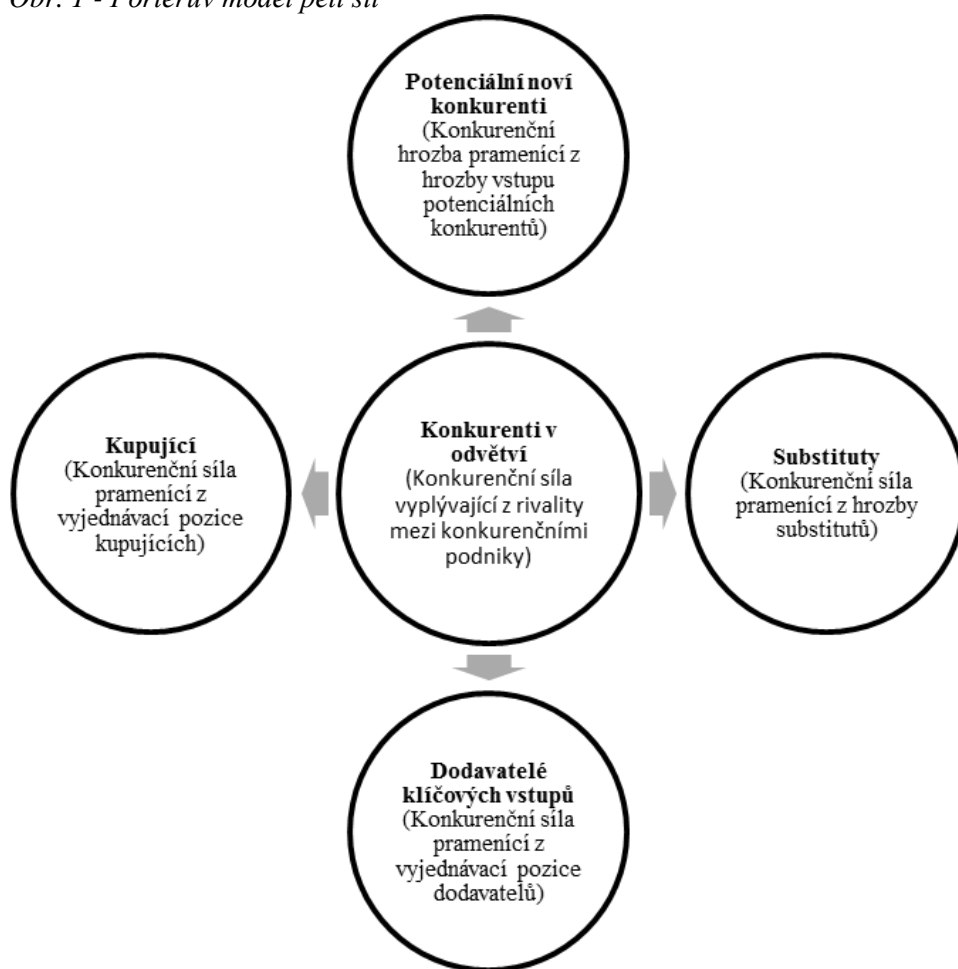 Obr. 1 - Porterův model pěti sil
Potenciální noví
konkurenti
(Konkurenční
hrozba pramenící z
hrozby vstupu
potenciálních
konkurentů)
Kupující
(Konkurenční síla
pramenící z
vyjednávací pozice
kupujících)
Konkurenti v
odvětví
(Konkurenční síla
vyplývající z rivality
mezi konkurenčními
podniky)
Substituty
(Konkurenční síla
pramenící z hrozby
substitutů)
Dodavatelé
klíčových vstupů
(Konkurenční síla
pramenící z
vyjednávací pozice
dodavatelů)